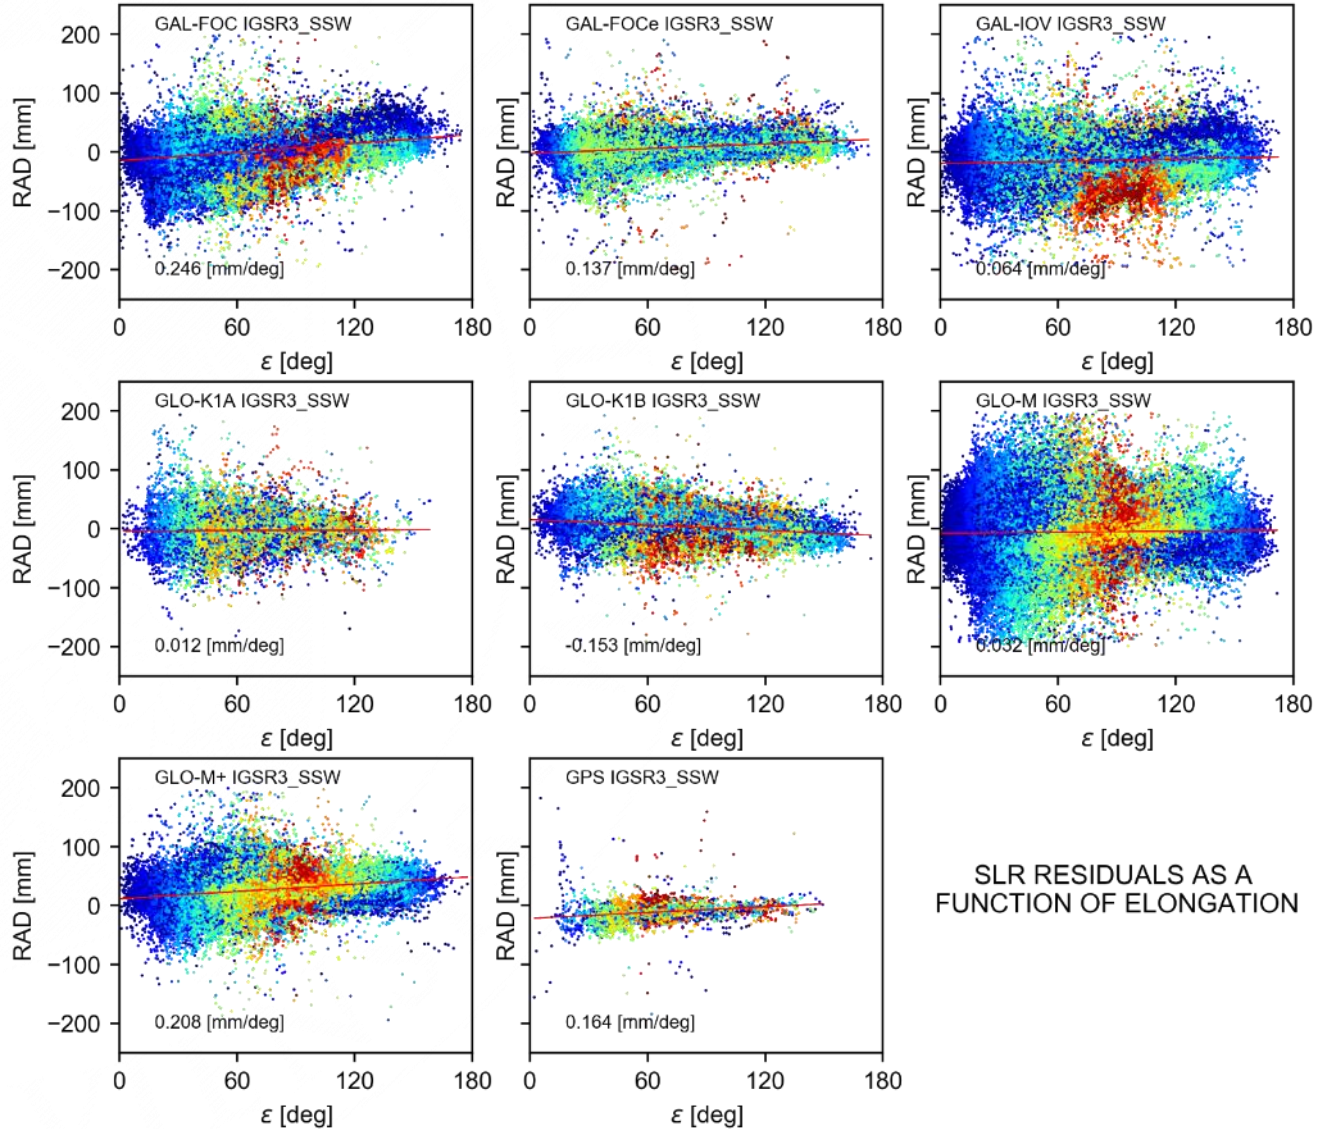 GAL-FOC IGSR3_SSW
GAL-FOCe IGSR3_SSW
GAL-IOV IGSR3_SSW
RAD [mm]
200
100
0
−100
−200
0.246 [mm/deg]
RAD [mm]
0.137 [mm/deg]
RAD [mm]
0.064 [mm/deg]
0 60 120 180
0 60 120 180
0 60 120 180
ε [deg]
ε [deg]
ε [deg]
GLO-K1A IGSR3_SSW
GLO-K1B IGSR3_SSW
GLO-M IGSR3_SSW
RAD [mm]
200
100
0
−100
−200
0.012 [mm/deg]
RAD [mm]
-0.153 [mm/deg]
RAD [mm]
0.032 [mm/deg]
0 60 120 180
0 60 120 180
0 60 120 180
ε [deg]
ε [deg]
ε [deg]
GLO-M+ IGSR3_SSW
GPS IGSR3_SSW
RAD [mm]
200
100
0
−100
−200
0.208 [mm/deg]
RAD [mm]
0.164 [mm/deg]
SLR RESIDUALS AS A
FUNCTION OF ELONGATION
0 60 120 180
0 60 120 180
ε [deg]
ε [deg]